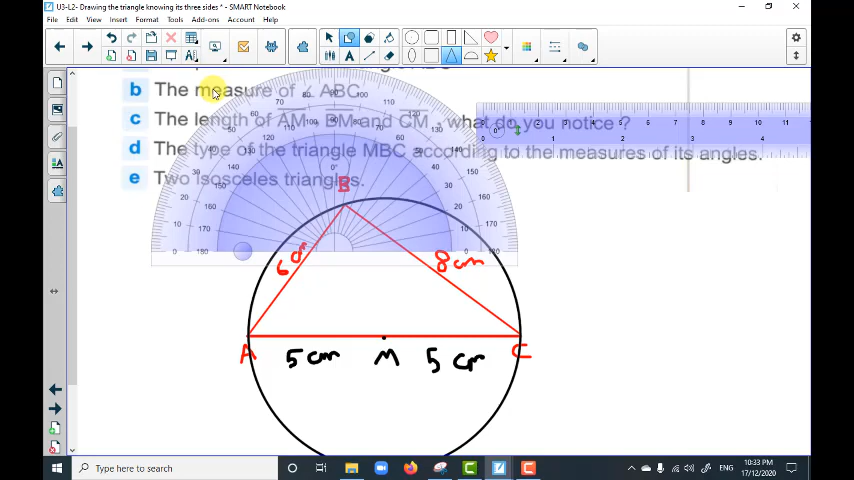 U3-L2- Drawing the triangle knowing its three sides * - SMART Notebook
File Edit View Insert Format Tools Add-ons Account Help
b The measure of ∠ ABC.
c The length of AM, BM and CM, what do you notice ?
d The type of the triangle MBC according to the measures of its angles.
e Two Isosceles triangles.
B
6 cm
8 cm
A
5 cm
M
5 cm
C
Type here to search
ENG
10:33 PM
17/12/2020